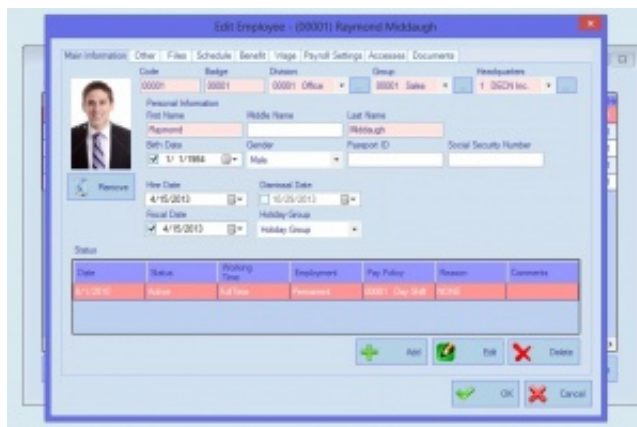 Edit Employee - (00001) Raymond Middaugh
Main Information Other Files Schedule Benefit Wage Payroll Settings Accesses Documents
Code Badge Division Group Headquarters
00001 00001 00001 Office 00001 Sales 1 DSCN Inc.
Personal Information
First Name Middle Name Last Name
Raymond Middaugh
Birth Date Gender Passport ID Social Security Number
1/ 1/1984 Male
Remove
Hire Date Dismissal Date
4/15/2013 10/29/2013
Fiscal Date Holiday Group
4/15/2013 Holiday Group
Status
Date Status Working Time Employment Pay Policy Reason Comments
Active Full Time Permanent 00001 Day Shift NONE
Add Edit Delete
OK Cancel